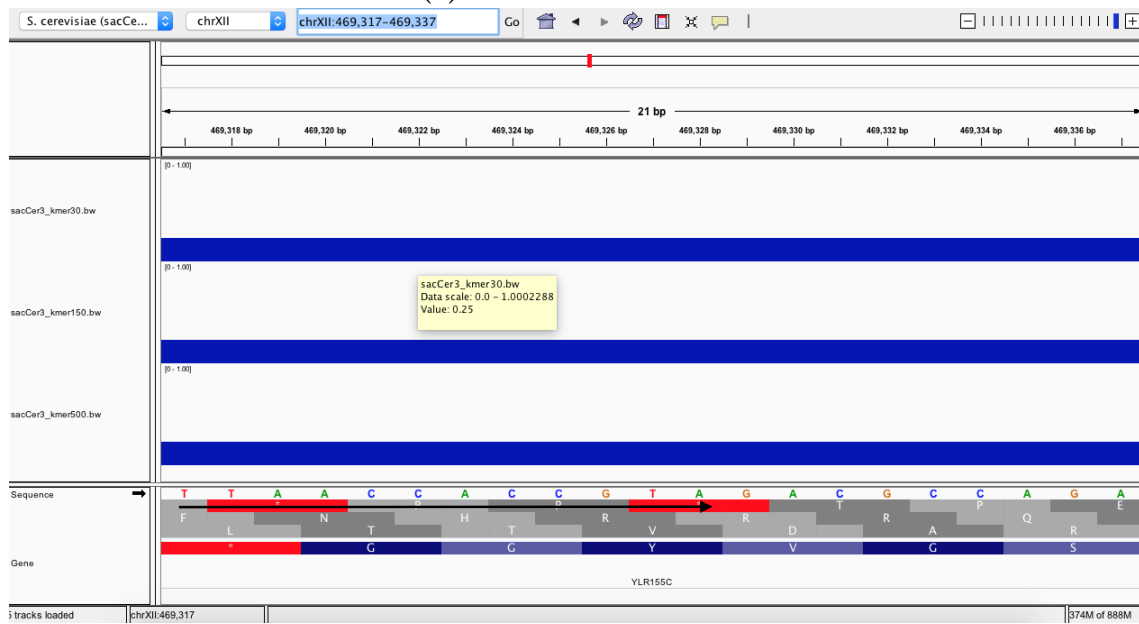 (
S. cerevisiae (sacCe... chrXII chrXII:469,317-469,337 Go
21 bp
469,318 bp 469,320 bp 469,322 bp 469,324 bp 469,326 bp 469,328 bp 469,330 bp 469,332 bp 469,334 bp 469,336 bp
[0 - 1.00]
sacCer3_kmer30.bw
[0 - 1.00]
sacCer3_kmer30.bw
Data scale: 0.0 - 1.0002288
Value: 0.25
sacCer3_kmer150.bw
[0 - 1.00]
sacCer3_kmer500.bw
Sequence T T A A C C A C C G T A G A C G C C A G A
* P P * T P E
F N H R R R Q
L T T V D A R
* G G Y V G S
Gene
YLR155C
tracks loaded chrXII:469,317 374M of 888M